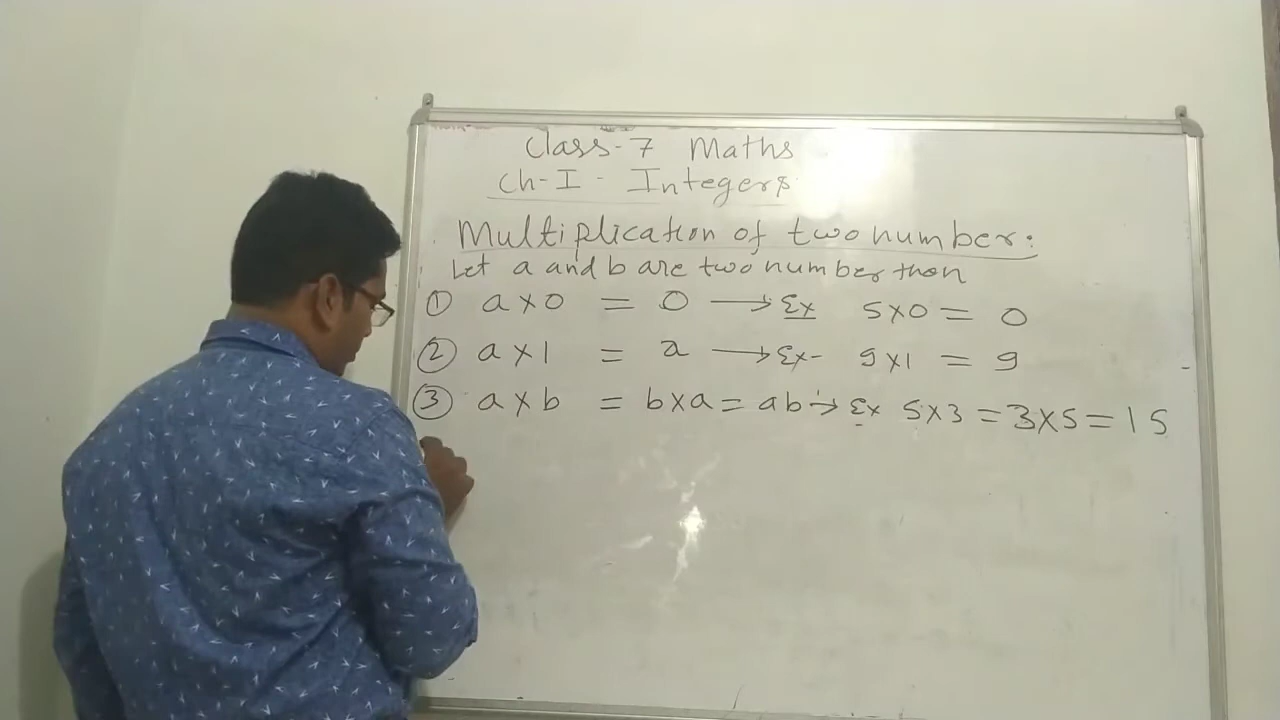 Class-7 Maths
Ch-I- Integers
Multiplication of two number:
Let a and b are two number then
① a×0 = 0 → Ex 5×0 = 0
② a×1 = a → Ex- 9×1 = 9
③ a×b = b×a = ab → Ex 5×3 = 3×5 = 15